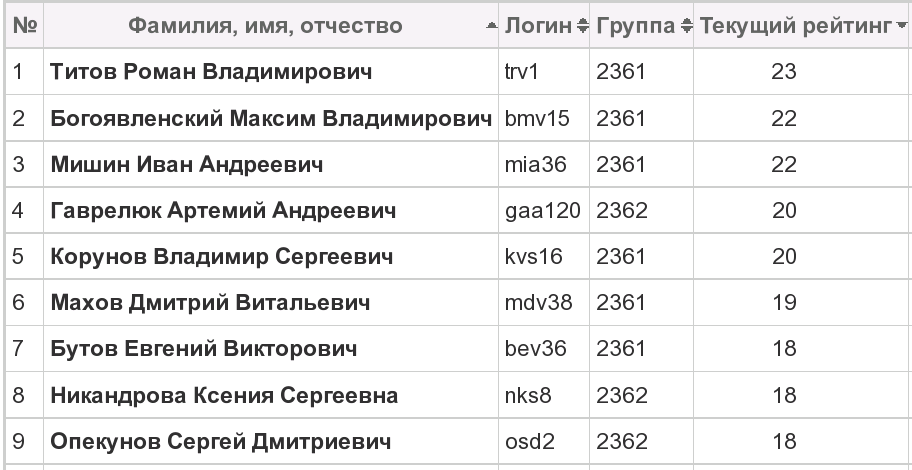 № Фамилия, имя, отчество Логин Группа Текущий рейтинг
1 Титов Роман Владимирович trv1 2361 23
2 Богоявленский Максим Владимирович bmv15 2361 22
3 Мишин Иван Андреевич mia36 2361 22
4 Гаврелюк Артемий Андреевич gaa120 2362 20
5 Корунов Владимир Сергеевич kvs16 2361 20
6 Махов Дмитрий Витальевич mdv38 2361 19
7 Бутов Евгений Викторович bev36 2361 18
8 Никандрова Ксения Сергеевна nks8 2362 18
9 Опекунов Сергей Дмитриевич osd2 2362 18